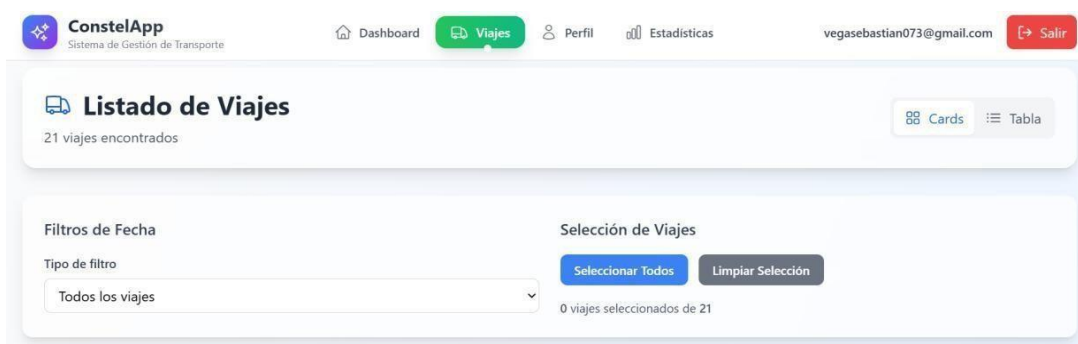 ConstelApp
Sistema de Gestión de Transporte
Dashboard
Viajes
Perfil
Estadísticas
vegasebastian073@gmail.com
Salir
Listado de Viajes
21 viajes encontrados
Cards
Tabla
Filtros de Fecha
Tipo de filtro
Todos los viajes
Selección de Viajes
Seleccionar Todos
Limpiar Selección
0 viajes seleccionados de 21